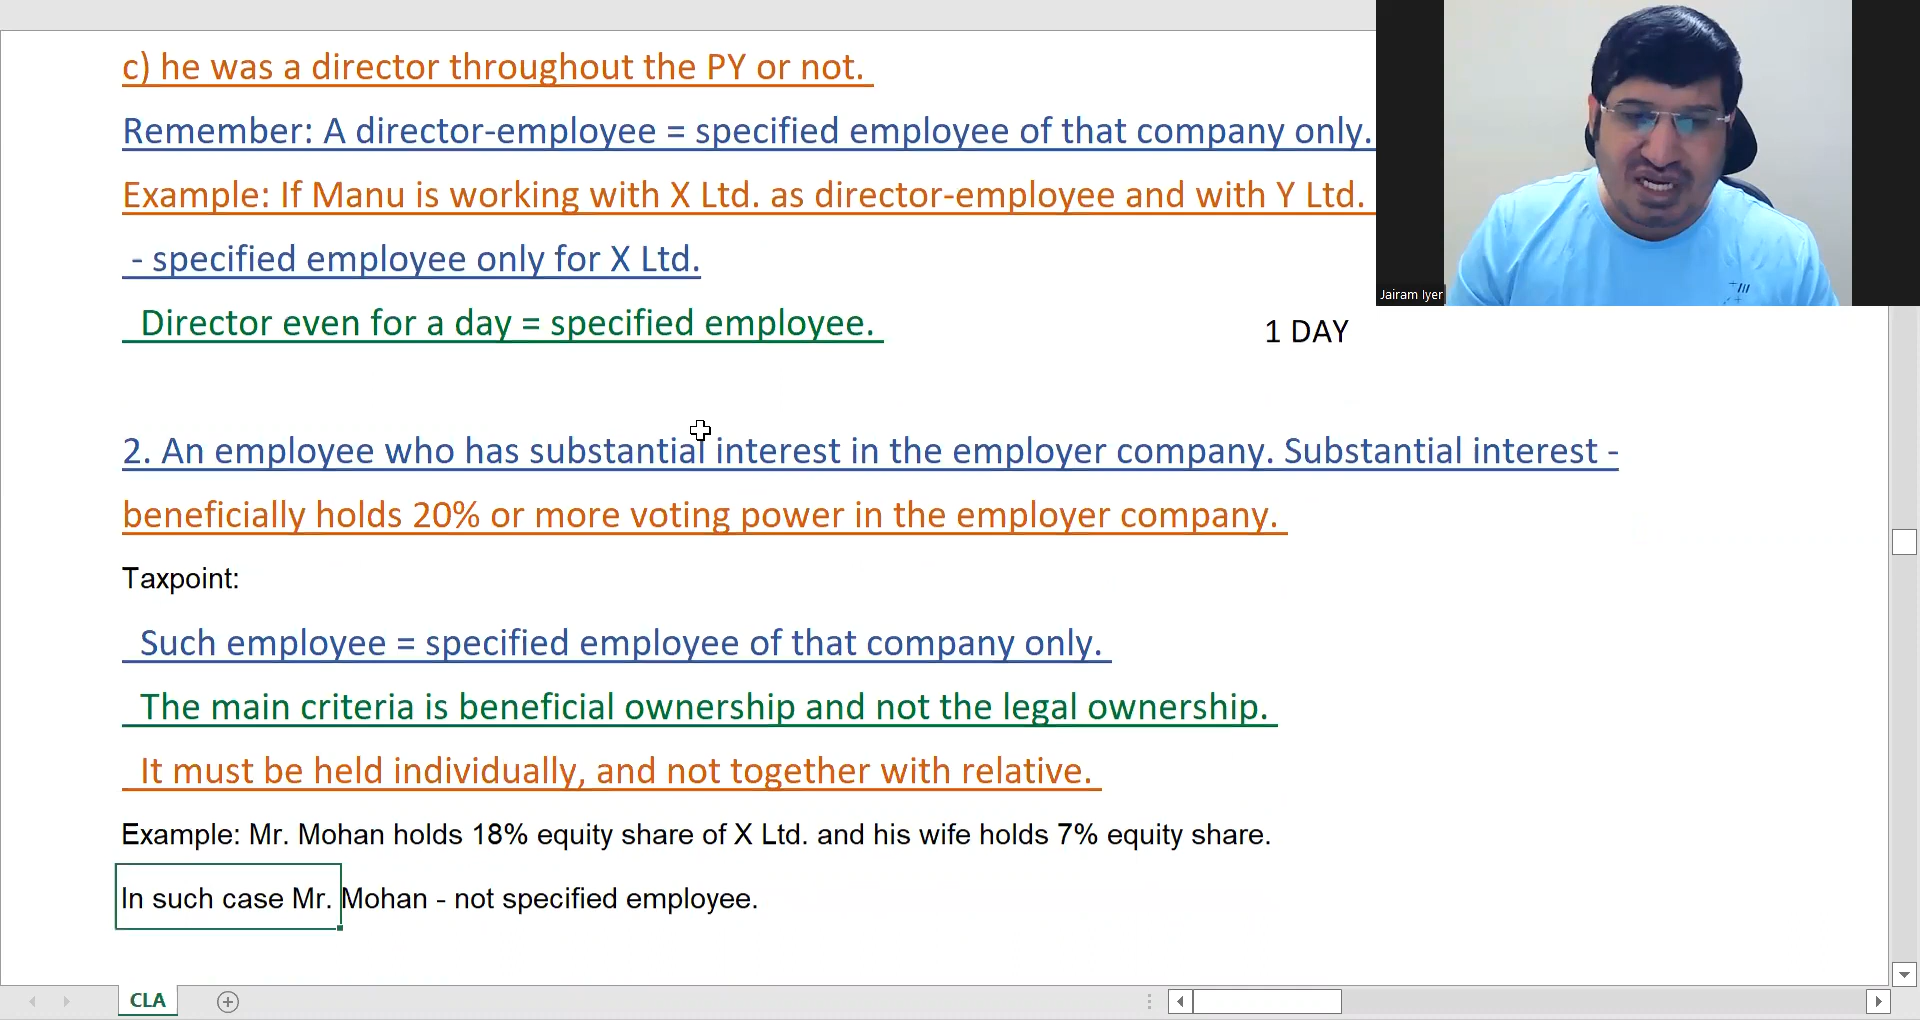 c) he was a director throughout the PY or not.
Remember: A director-employee = specified employee of that company only.
Example: If Manu is working with X Ltd. as director-employee and with Y Ltd.
- specified employee only for X Ltd.
Director even for a day = specified employee.
1 DAY
Jairam Iyer
2. An employee who has substantial interest in the employer company. Substantial interest -
beneficially holds 20% or more voting power in the employer company.
Taxpoint:
Such employee = specified employee of that company only.
The main criteria is beneficial ownership and not the legal ownership.
It must be held individually, and not together with relative.
Example: Mr. Mohan holds 18% equity share of X Ltd. and his wife holds 7% equity share.
In such case Mr. Mohan - not specified employee.
CLA